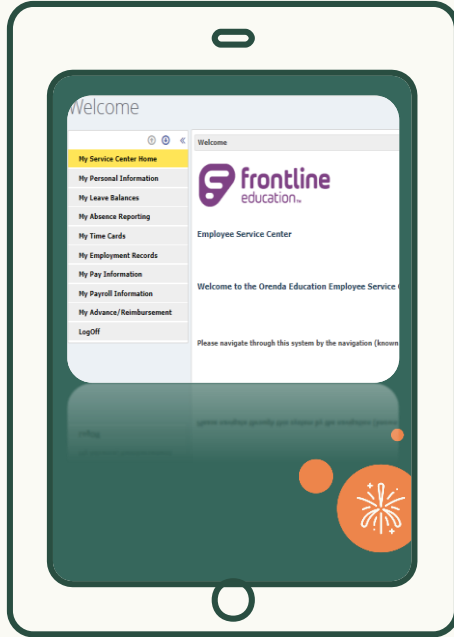 Welcome
My Service Center Home
My Personal Information
My Leave Balances
My Absence Reporting
My Time Cards
My Employment Records
My Pay Information
My Payroll Information
My Advance/Reimbursement
LogOff
Welcome
frontline
education™
Employee Service Center
Welcome to the Orenda Education Employee Service
Please navigate through this system by the navigation (known